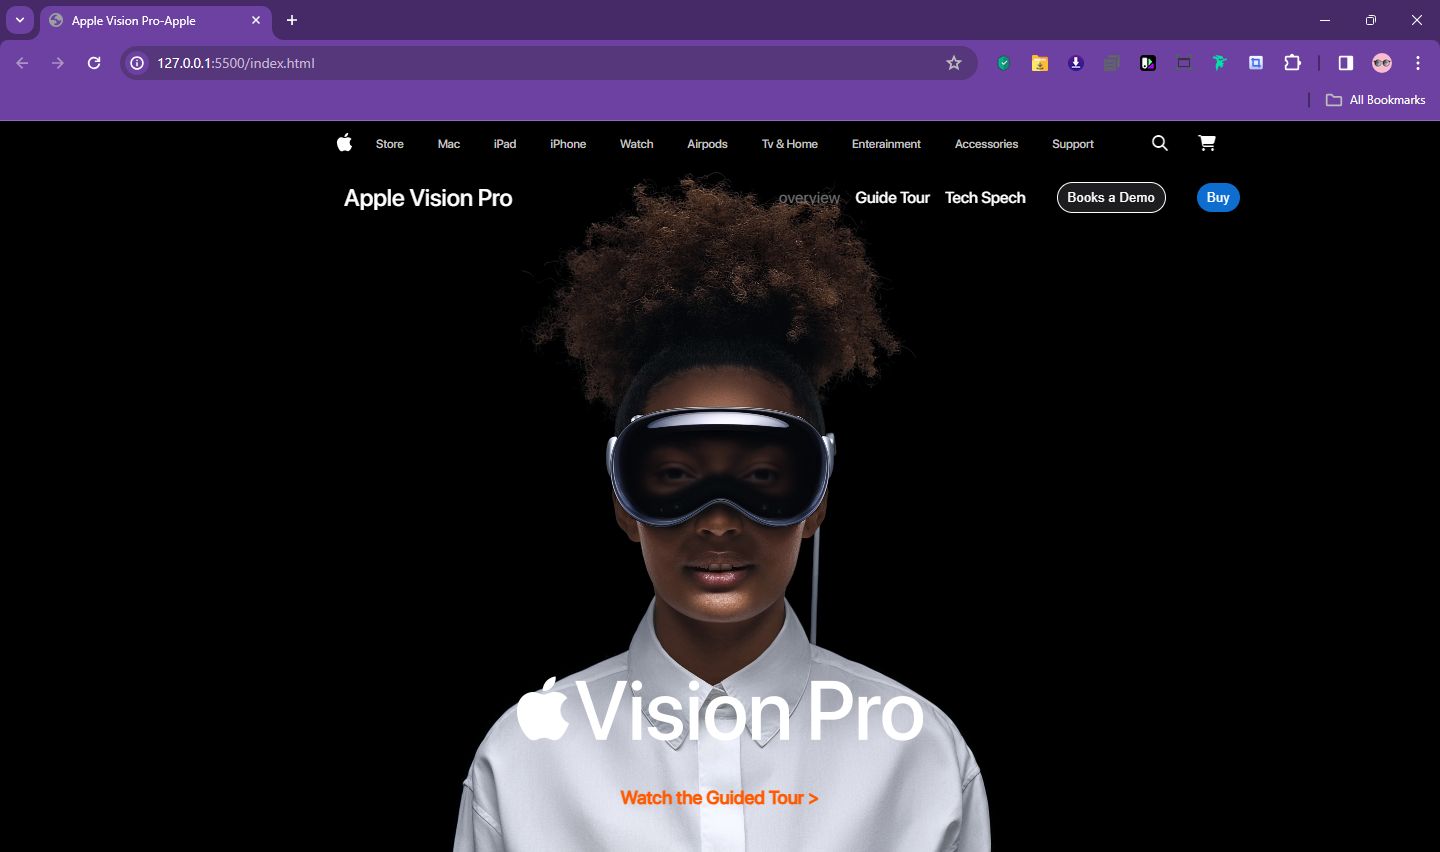 Apple Vision Pro-Apple
127.0.0.1:5500/index.html
All Bookmarks
Store Mac iPad iPhone Watch Airpods Tv & Home Enterainment Accessories Support
Apple Vision Pro overview Guide Tour Tech Spech Books a Demo Buy
Vision Pro
Watch the Guided Tour >